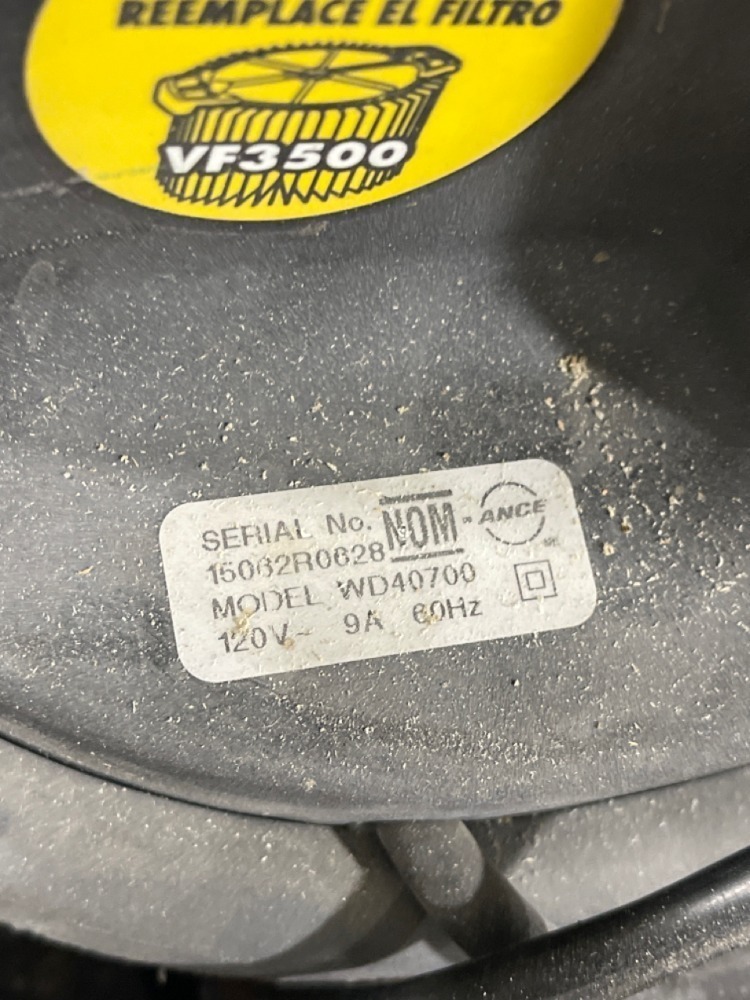 REEMPLACE EL FILTRO
VF3500
SERIAL No. NOM - ANCE
15062R0628
MODEL WD40700
120V~ 9A 60Hz